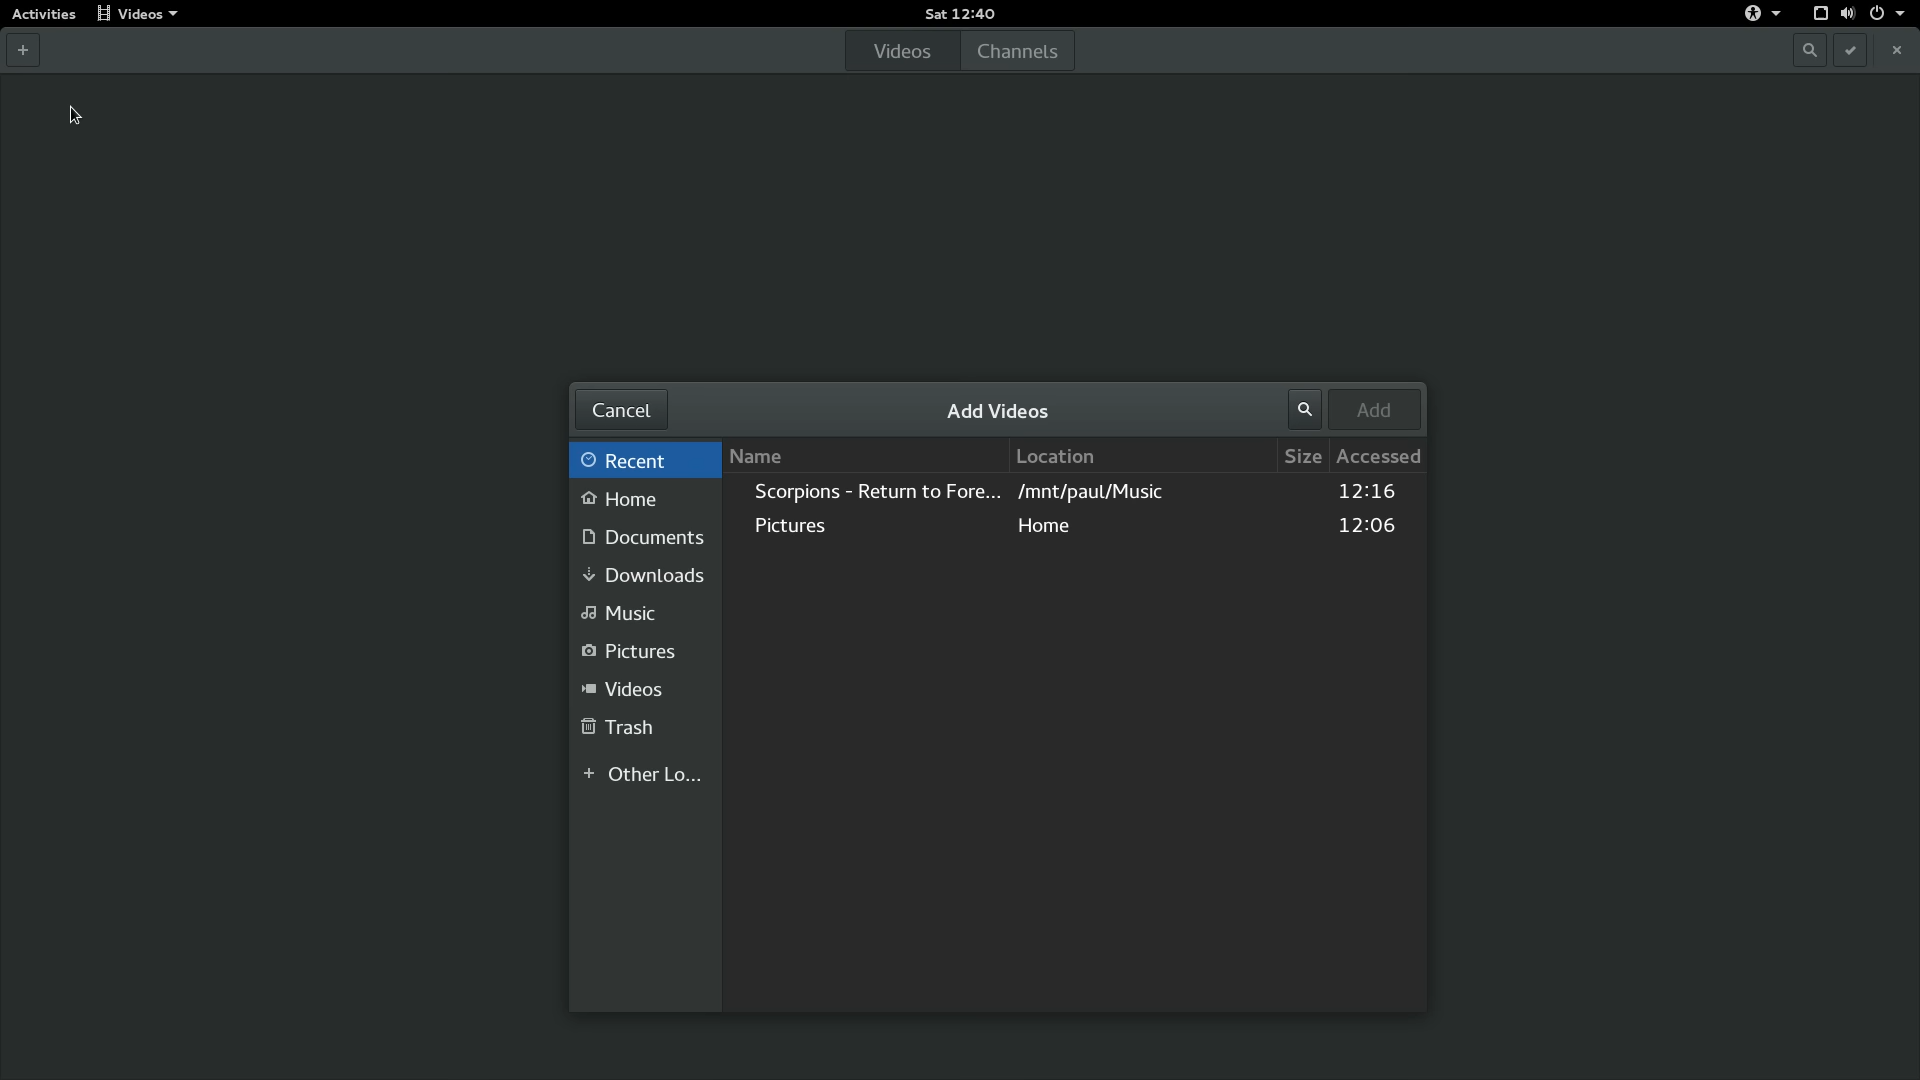 Activities Videos Sat 12:40
Videos Channels
Cancel Add Videos Add
Recent
Home
Documents
Downloads
Music
Pictures
Videos
Trash
Other Lo...
Name Location Size Accessed
Scorpions - Return to Fore... /mnt/paul/Music 12:16
Pictures Home 12:06